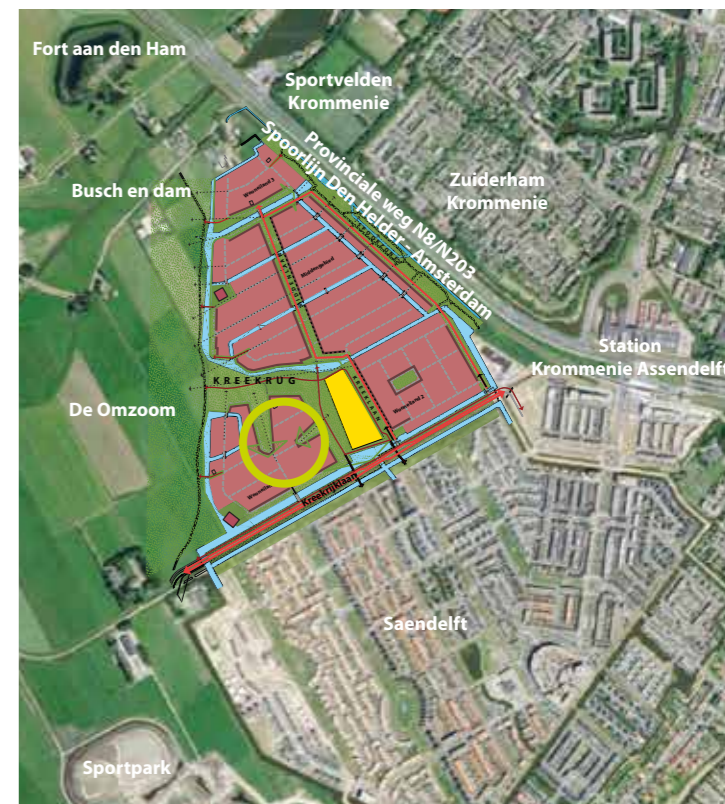 Fort aan den Ham
Sportvelden
Krommenie
Provinciale weg N8/N203
Spoorlijn Den Helder - Amsterdam
Busch en dam
Zuiderham
Krommenie
Station
Krommenie Assendelft
Middengebied
KREEKRUG
De Omzoom
Kreekrijklaan
Saendelft
Sportpark